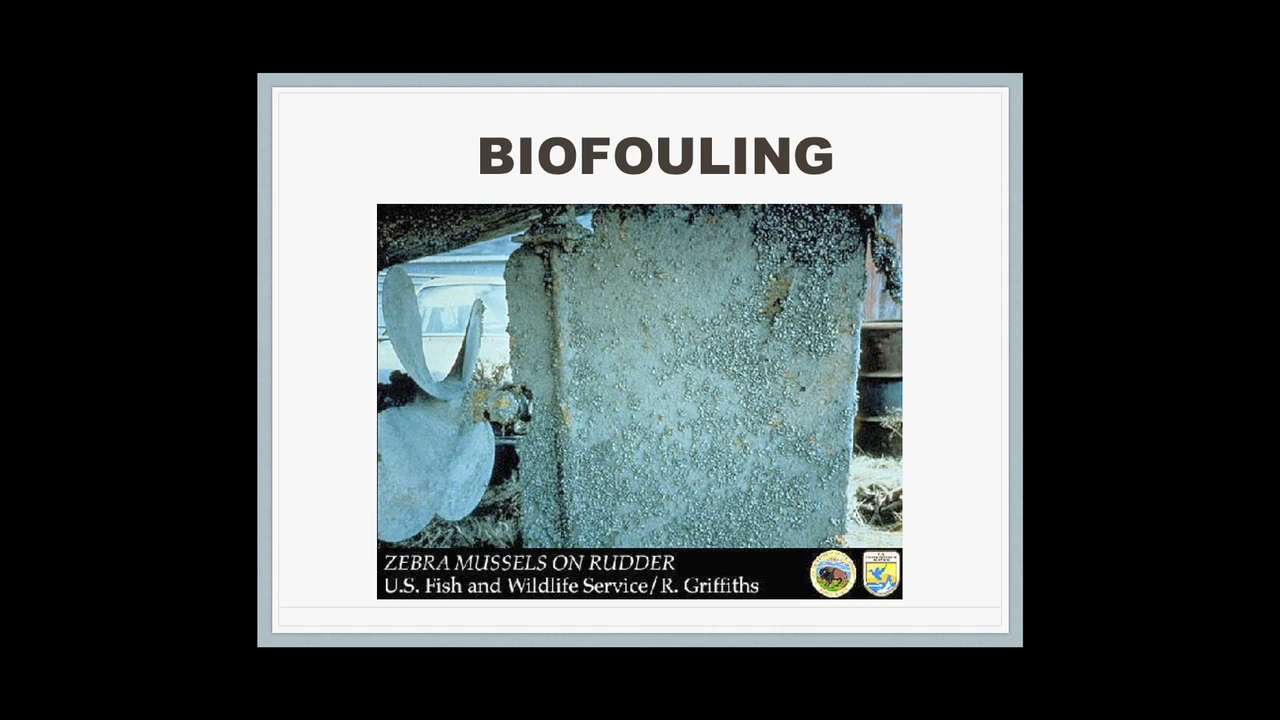 BIOFOULING
ZEBRA MUSSELS ON RUDDER
U.S. Fish and Wildlife Service/R. Griffiths